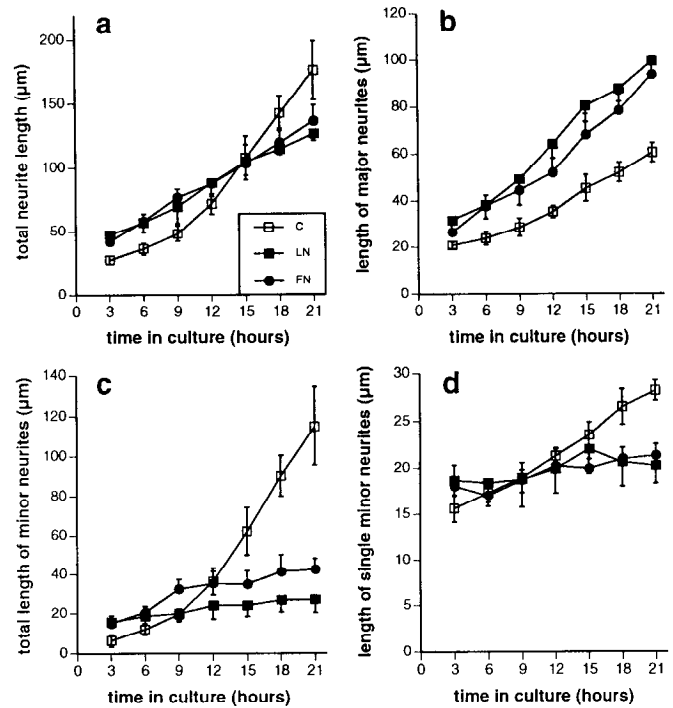 a
total neurite length (µm)
200
150
100
50
0
C
LN
FN
0 3 6 9 12 15 18 21
time in culture (hours)
b
length of major neurites (µm)
120
100
80
60
40
20
0
0 3 6 9 12 15 18 21
time in culture (hours)
c
total length of minor neurites (µm)
140
120
100
80
60
40
20
0
0 3 6 9 12 15 18 21
time in culture (hours)
d
length of single minor neurites (µm)
30
25
20
15
10
5
0
0 3 6 9 12 15 18 21
time in culture (hours)